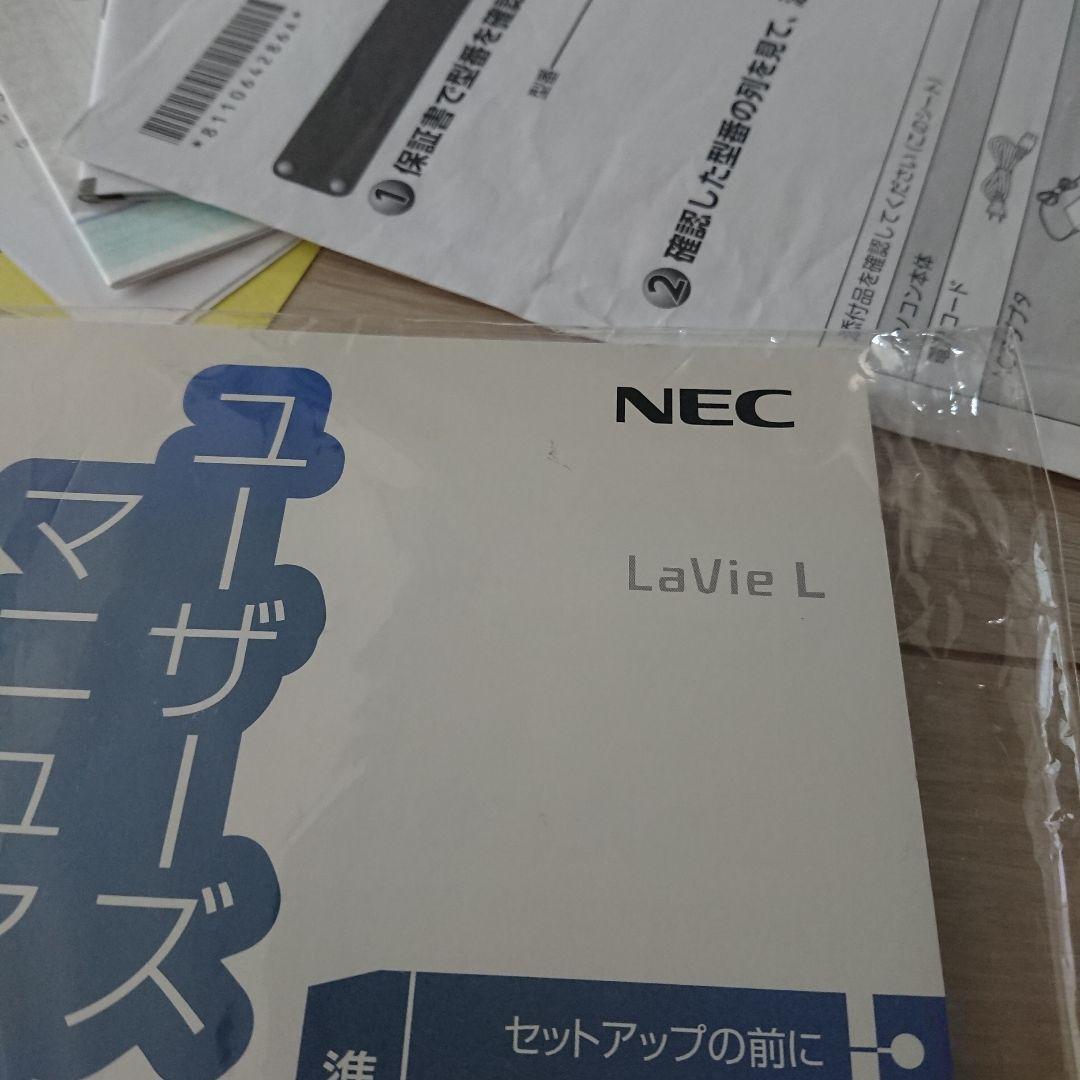 *811064286A*
① 保証書で型番を確認
型番
② 確認した型番の列を見て、
添付品を確認してください(このシート
パソコン本体
電源コード
ACアダプタ
NEC
LaVie L
ユーザーズ
マニュア
準
セットアップの前に